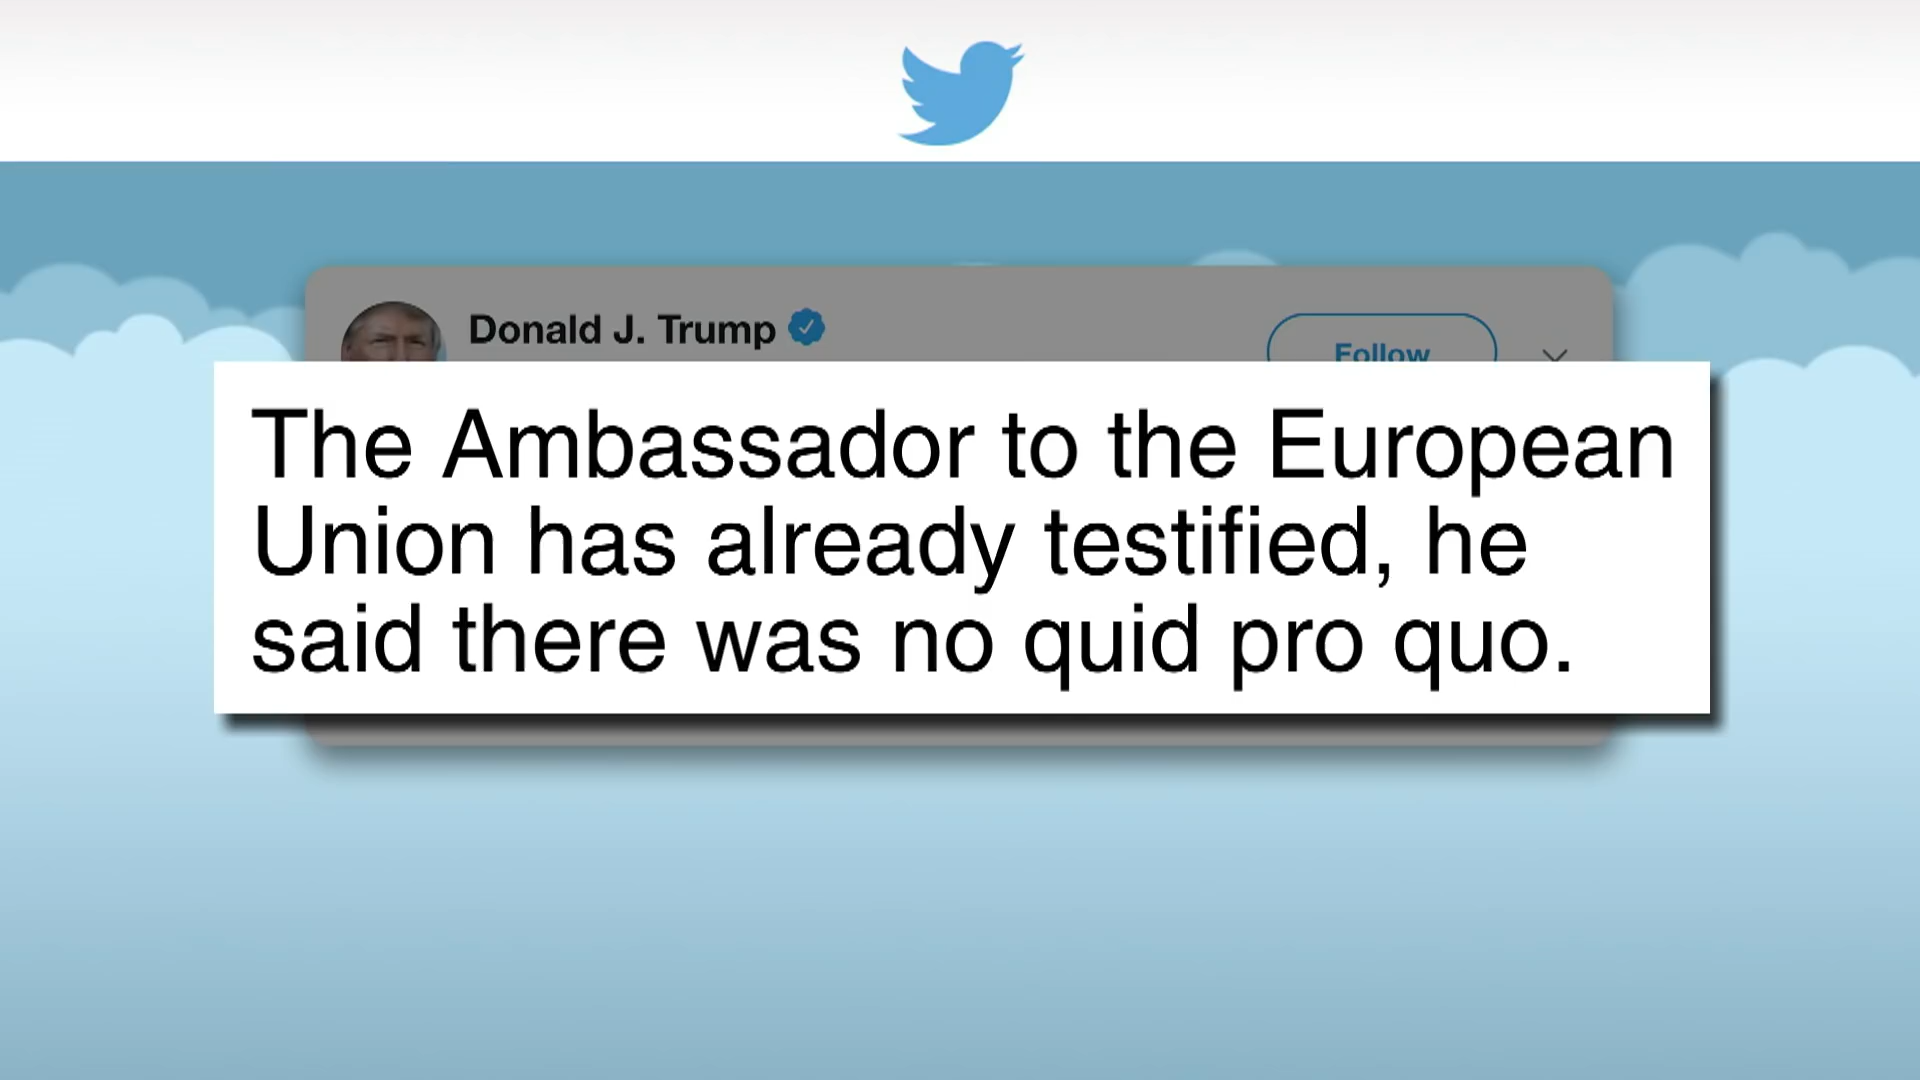 Donald J. Trump
Follow
The Ambassador to the European
Union has already testified, he
said there was no quid pro quo.